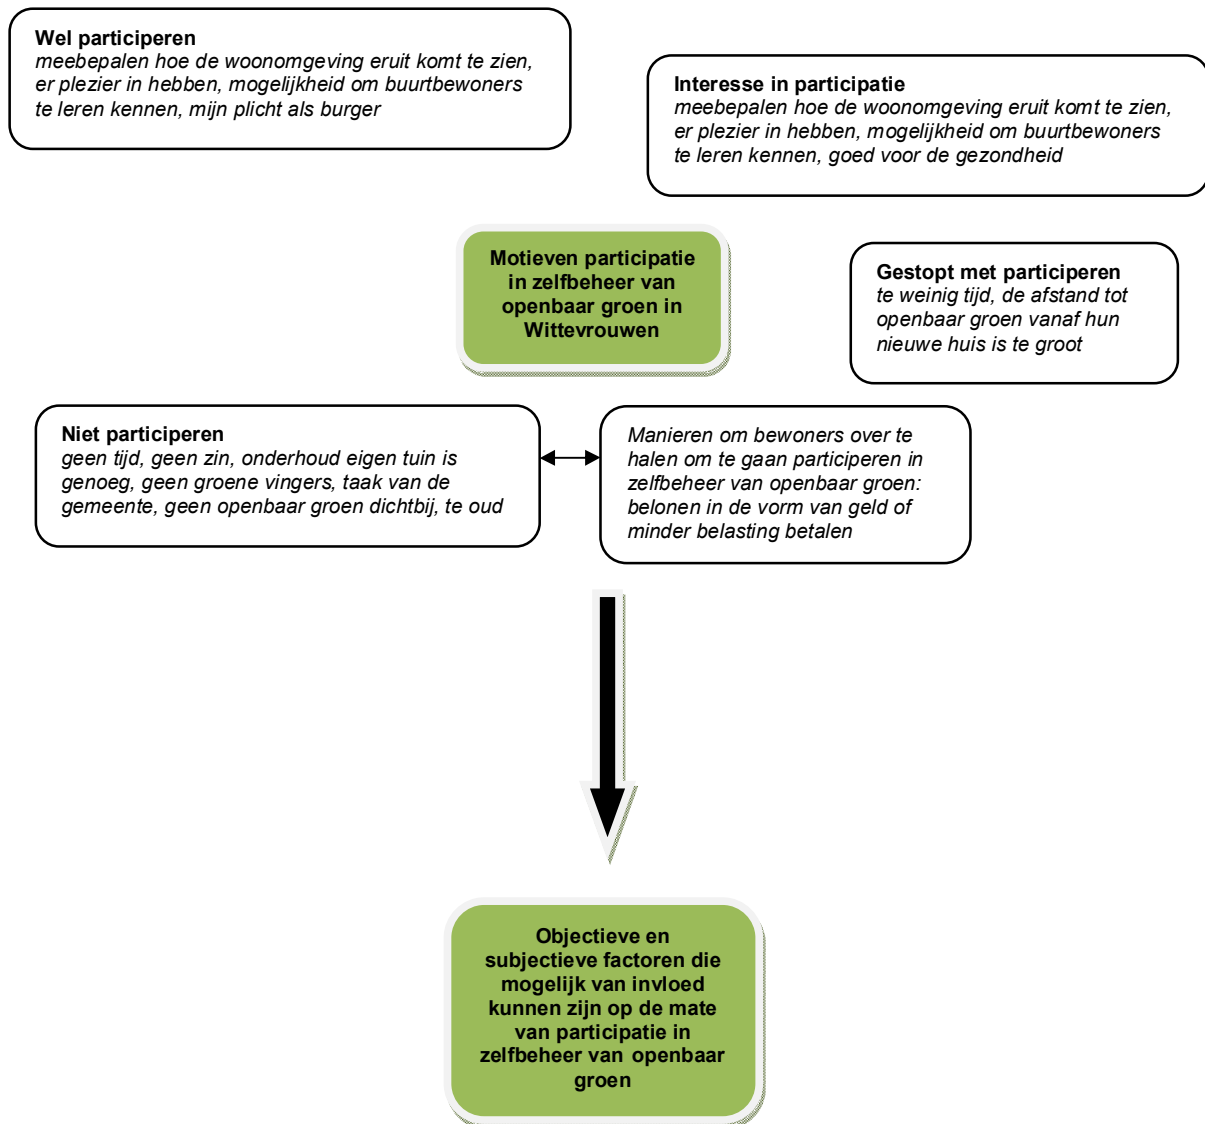 Wel participeren
meebepalen hoe de woonomgeving eruit komt te zien,
er plezier in hebben, mogelijkheid om buurtbewoners
te leren kennen, mijn plicht als burger
Interesse in participatie
meebepalen hoe de woonomgeving eruit komt te zien,
er plezier in hebben, mogelijkheid om buurtbewoners
te leren kennen, goed voor de gezondheid
Motieven participatie
in zelfbeheer van
openbaar groen in
Wittevrouwen
Gestopt met participeren
te weinig tijd, de afstand tot
openbaar groen vanaf hun
nieuwe huis is te groot
Niet participeren
geen tijd, geen zin, onderhoud eigen tuin is
genoeg, geen groene vingers, taak van de
gemeente, geen openbaar groen dichtbij, te oud
Manieren om bewoners over te
halen om te gaan participeren in
zelfbeheer van openbaar groen:
belonen in de vorm van geld of
minder belasting betalen
Objectieve en
subjectieve factoren die
mogelijk van invloed
kunnen zijn op de mate
van participatie in
zelfbeheer van openbaar
groen